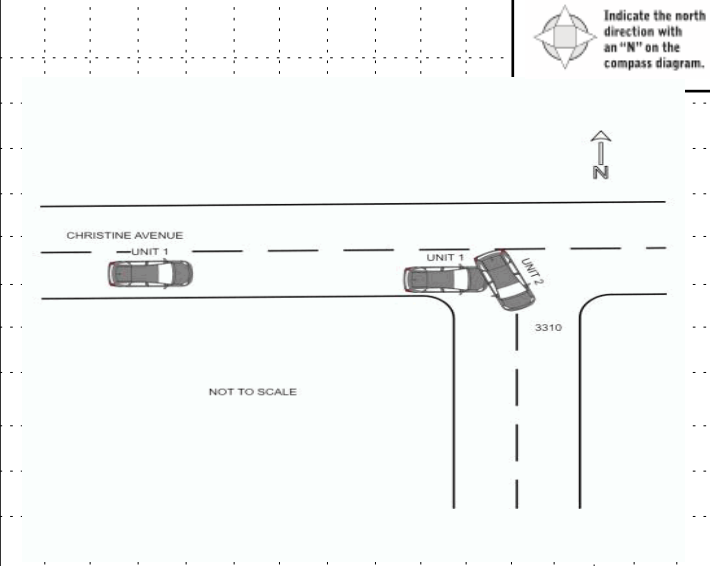 Indicate the north
direction with
an "N" on the
compass diagram.
N
CHRISTINE AVENUE
UNIT 1
UNIT 1
UNIT 2
3310
NOT TO SCALE